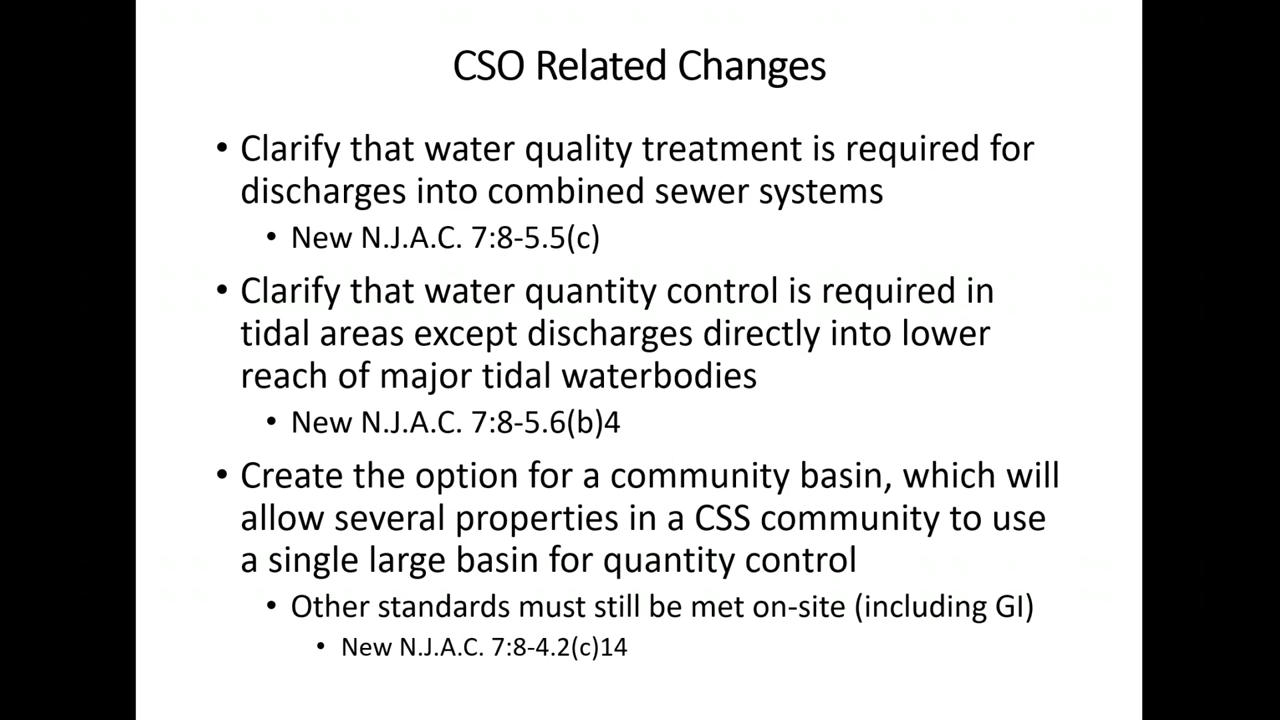 CSO Related Changes
• Clarify that water quality treatment is required for
discharges into combined sewer systems
• New N.J.A.C. 7:8-5.5(c)
• Clarify that water quantity control is required in
tidal areas except discharges directly into lower
reach of major tidal waterbodies
• New N.J.A.C. 7:8-5.6(b)4
• Create the option for a community basin, which will
allow several properties in a CSS community to use
a single large basin for quantity control
• Other standards must still be met on-site (including GI)
• New N.J.A.C. 7:8-4.2(c)14